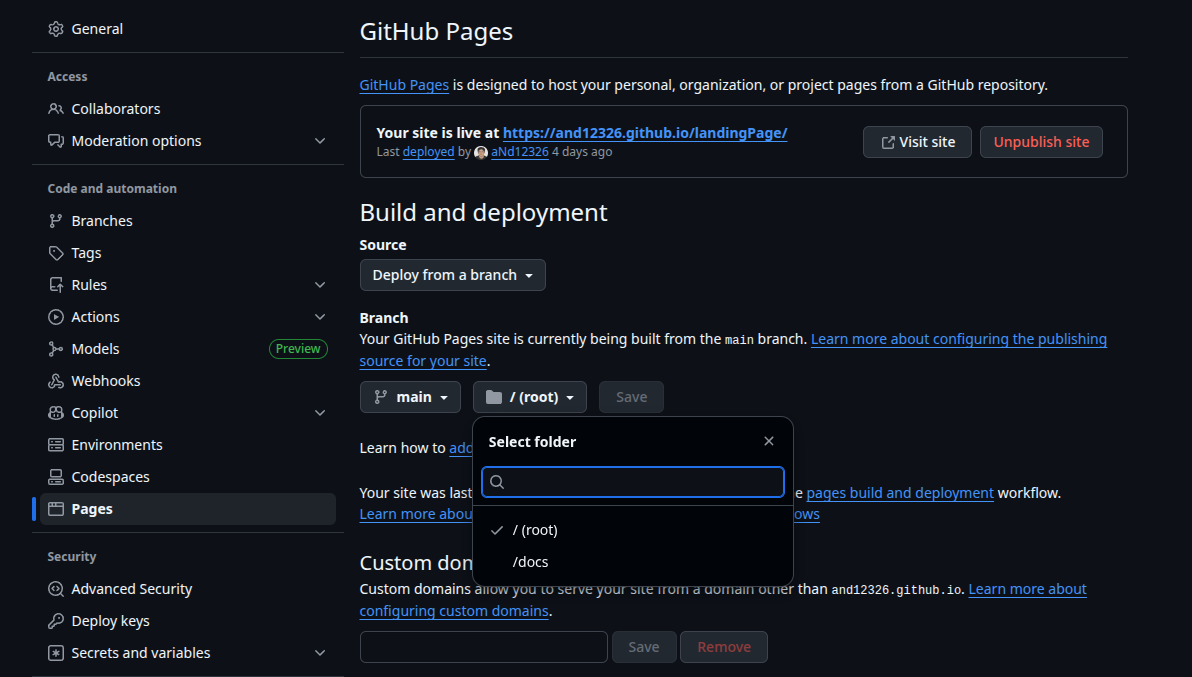 General
Access
Collaborators
Moderation options
Code and automation
Branches
Tags
Rules
Actions
Models Preview
Webhooks
Copilot
Environments
Codespaces
Pages
Security
Advanced Security
Deploy keys
Secrets and variables
GitHub Pages
GitHub Pages is designed to host your personal, organization, or project pages from a GitHub repository.
Your site is live at https://and12326.github.io/landingPage/
Last deployed by aNd12326 4 days ago
Visit site Unpublish site
Build and deployment
Source
Deploy from a branch
Branch
Your GitHub Pages site is currently being built from the main branch. Learn more about configuring the publishing
source for your site.
main / (root) Save
Select folder
/ (root)
/docs
Learn how to add
Your site was last pages build and deployment workflow.
Learn more abou ows
Custom don
Custom domains allow you to serve your site from a domain other than and12326.github.io. Learn more about
configuring custom domains.
Save Remove